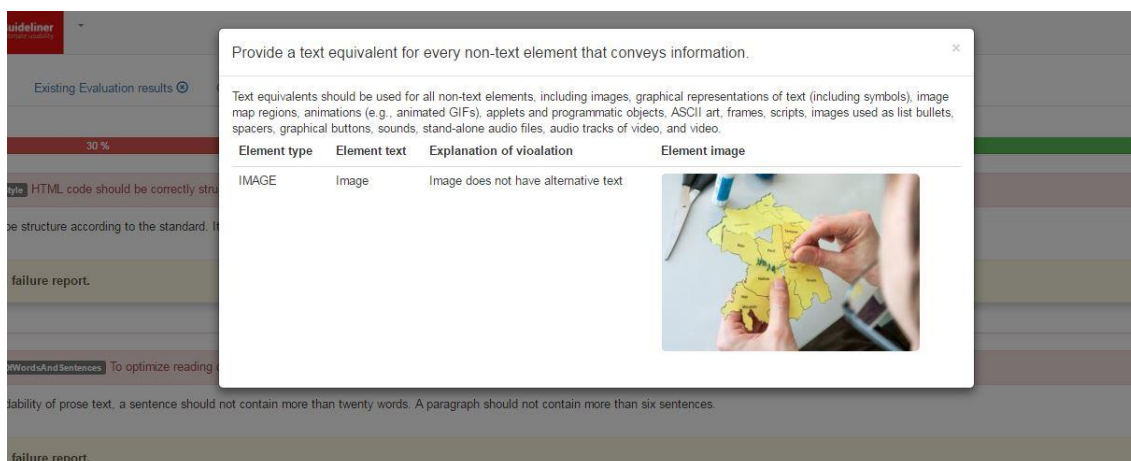 uideliner
Provide a text equivalent for every non-text element that conveys information.
×
Existing Evaluation results
Text equivalents should be used for all non-text elements, including images, graphical representations of text (including symbols), image
map regions, animations (e.g., animated GIFs), applets and programmatic objects, ASCII art, frames, scripts, images used as list bullets,
spacers, graphical buttons, sounds, stand-alone audio files, audio tracks of video, and video.
30 %
Element type Element text Explanation of vioalation Element image
IMAGE Image Image does not have alternative text
tyle HTML code should be correctly stru
be structure according to the standard. It
failure report.
OfWordsAndSentences To optimize reading
dability of prose text, a sentence should not contain more than twenty words. A paragraph should not contain more than six sentences.
failure report.